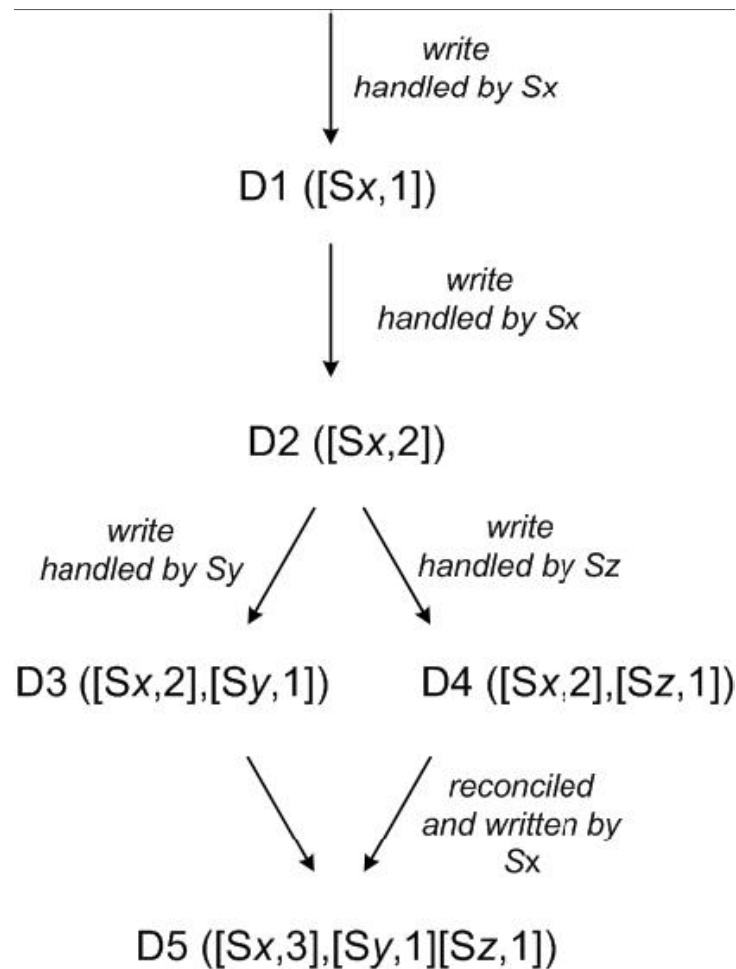 write
handled by Sx
D1 ([Sx,1])
write
handled by Sx
D2 ([Sx,2])
write
handled by Sy
write
handled by Sz
D3 ([Sx,2],[Sy,1])
D4 ([Sx,2],[Sz,1])
reconciled
and written by
Sx
D5 ([Sx,3],[Sy,1][Sz,1])